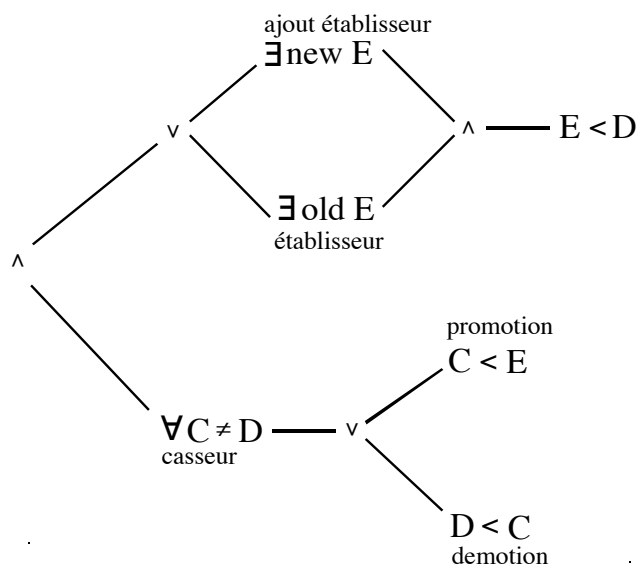 ajout établisseur
∃ new E
∨
∧
E < D
∃ old E
établisseur
∧
promotion
C < E
∀ C ≠ D
∨
casseur
D < C
demotion